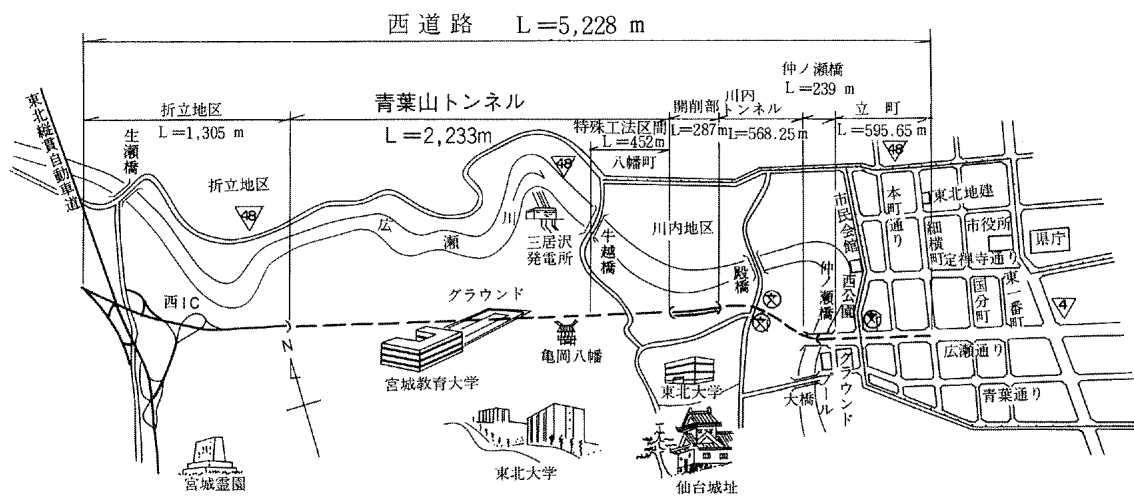 西道路 L=5,228 m
仲ノ瀬橋
L=239 m
折立地区
L=1,305 m
青葉山トンネル
L=2,233m
特殊工法区間
L=452m
開削部
L=287m
川内
トンネル
L=568.25m
立町
L=595.65m
東北縦貫自動車道
生瀬橋
折立地区
48
広瀬川
48
三居沢
発電所
八幡町
牛越橋
川内地区
殿橋
仲ノ瀬橋
市民会館
西公園
48
本町通り
細横町
東北地建
市役所
県庁
定禅寺通り
国分町
東一番町
4
広瀬通り
青葉通り
西IC
N
グラウンド
宮城教育大学
亀岡八幡
東北大学
大橋
プール
グラウンド
文
文
文
宮城霊園
東北大学
仙台城址